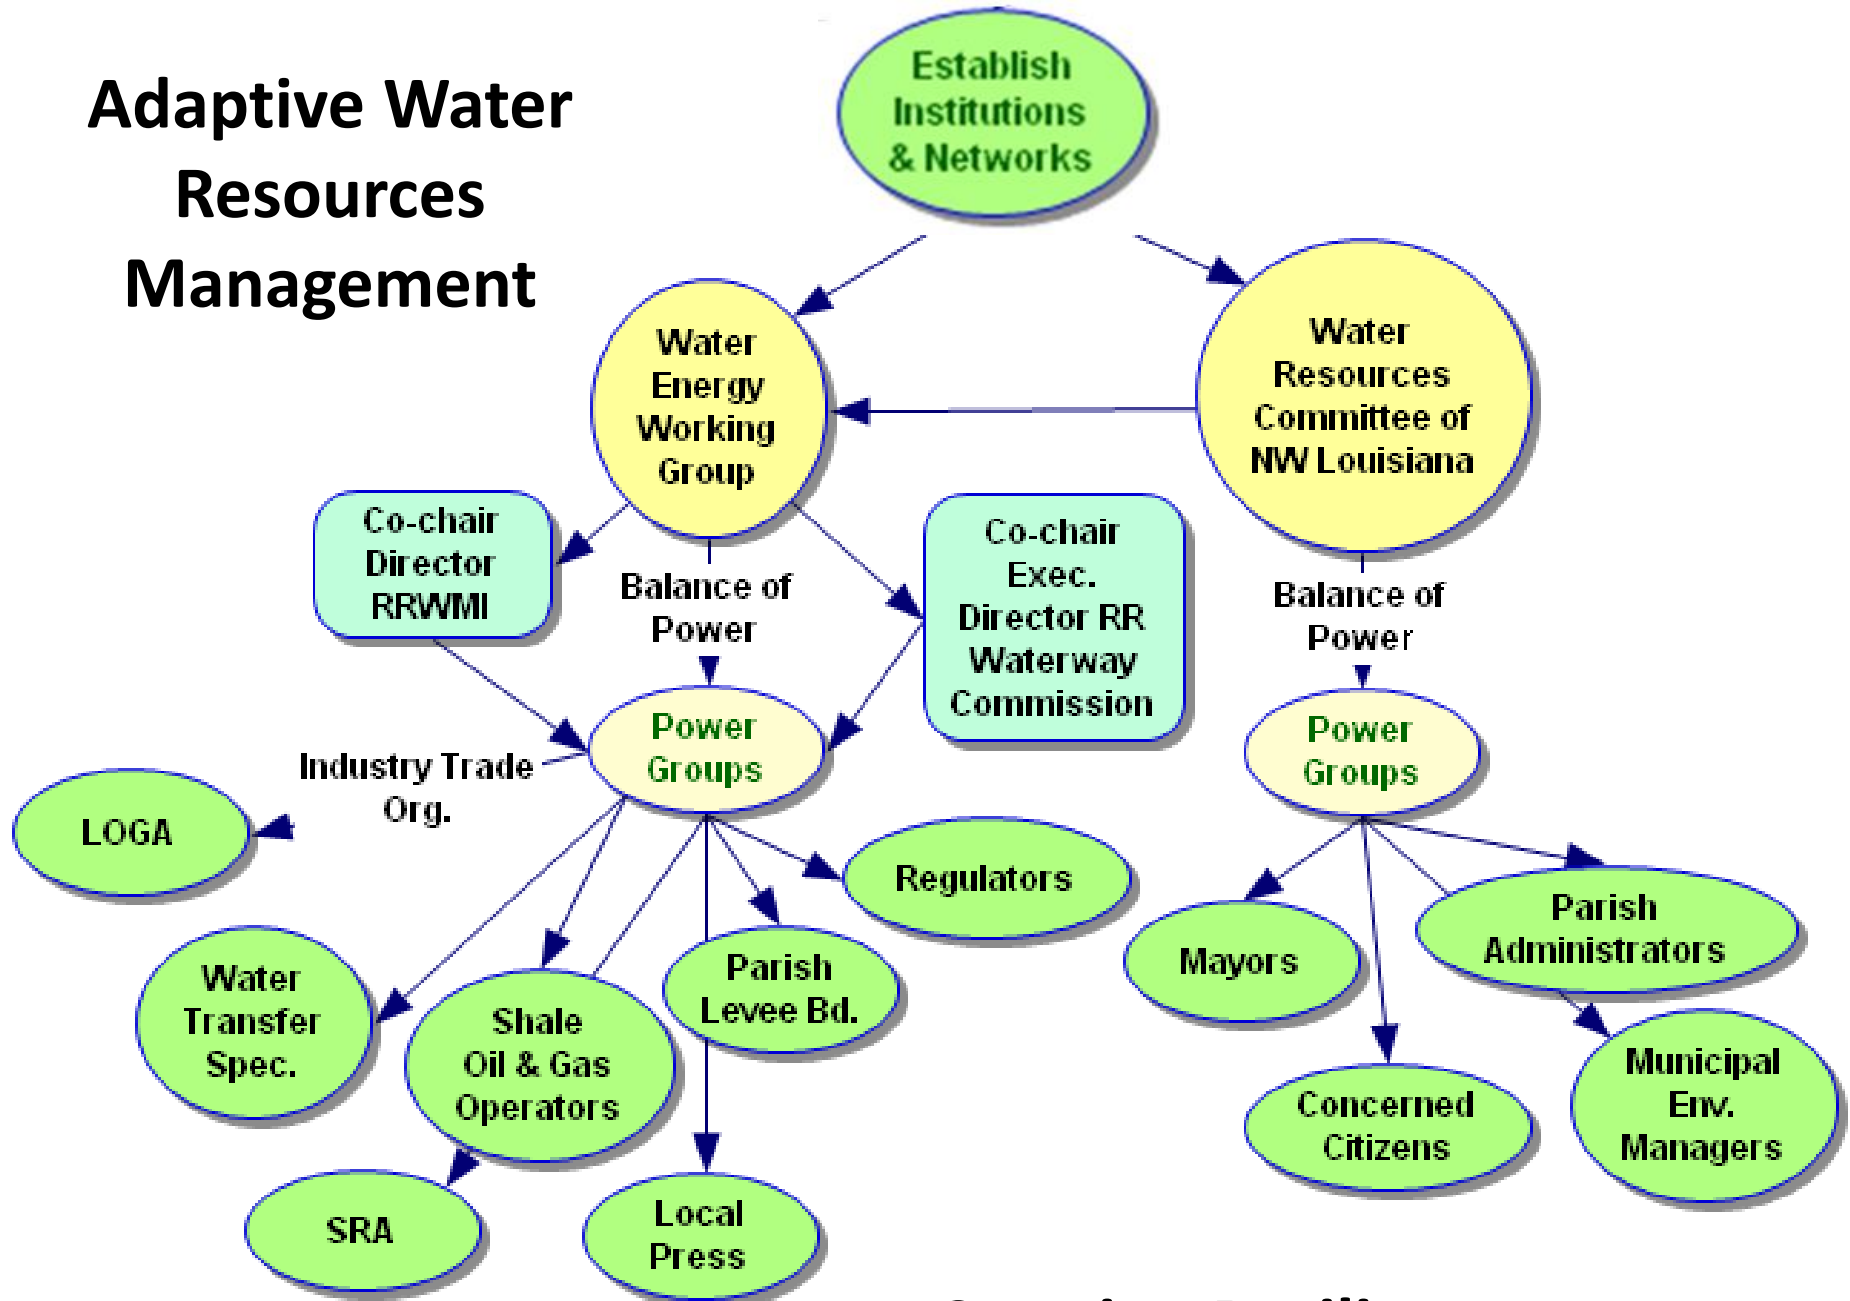 Adaptive Water
Resources
Management
Establish
Institutions
& Networks
Water
Energy
Working
Group
Water
Resources
Committee of
NW Louisiana
Co-chair
Director
RRWMI
Balance of
Power
Co-chair
Exec.
Director RR
Waterway
Commission
Balance of
Power
Power
Groups
Power
Groups
Industry Trade
Org.
LOGA
Regulators
Water
Transfer
Spec.
Shale
Oil & Gas
Operators
Parish
Levee Bd.
Mayors
Parish
Administrators
SRA
Local
Press
Concerned
Citizens
Municipal
Env.
Managers